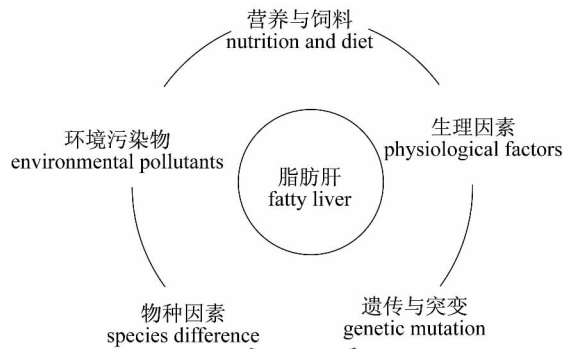 营养与饲料
nutrition and diet
环境污染物
environmental pollutants
生理因素
physiological factors
脂肪肝
fatty liver
物种因素
species difference
遗传与突变
genetic mutation